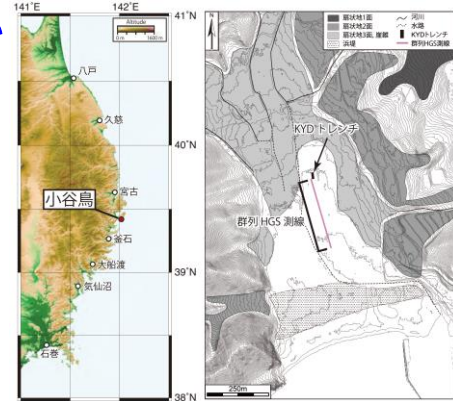 141°E
142°E
41°N
Altitude
0 m
1600 m
八戸
久慈
40°N
宮古
小谷鳥
釜石
大船渡
39°N
気仙沼
石巻
38°N
N
扇状地1面
扇状地2面
扇状地3面, 崖錐
浜堤
河川
水路
KYDトレンチ
群列HGS測線
KYDトレンチ
群列 HGS 測線
250m